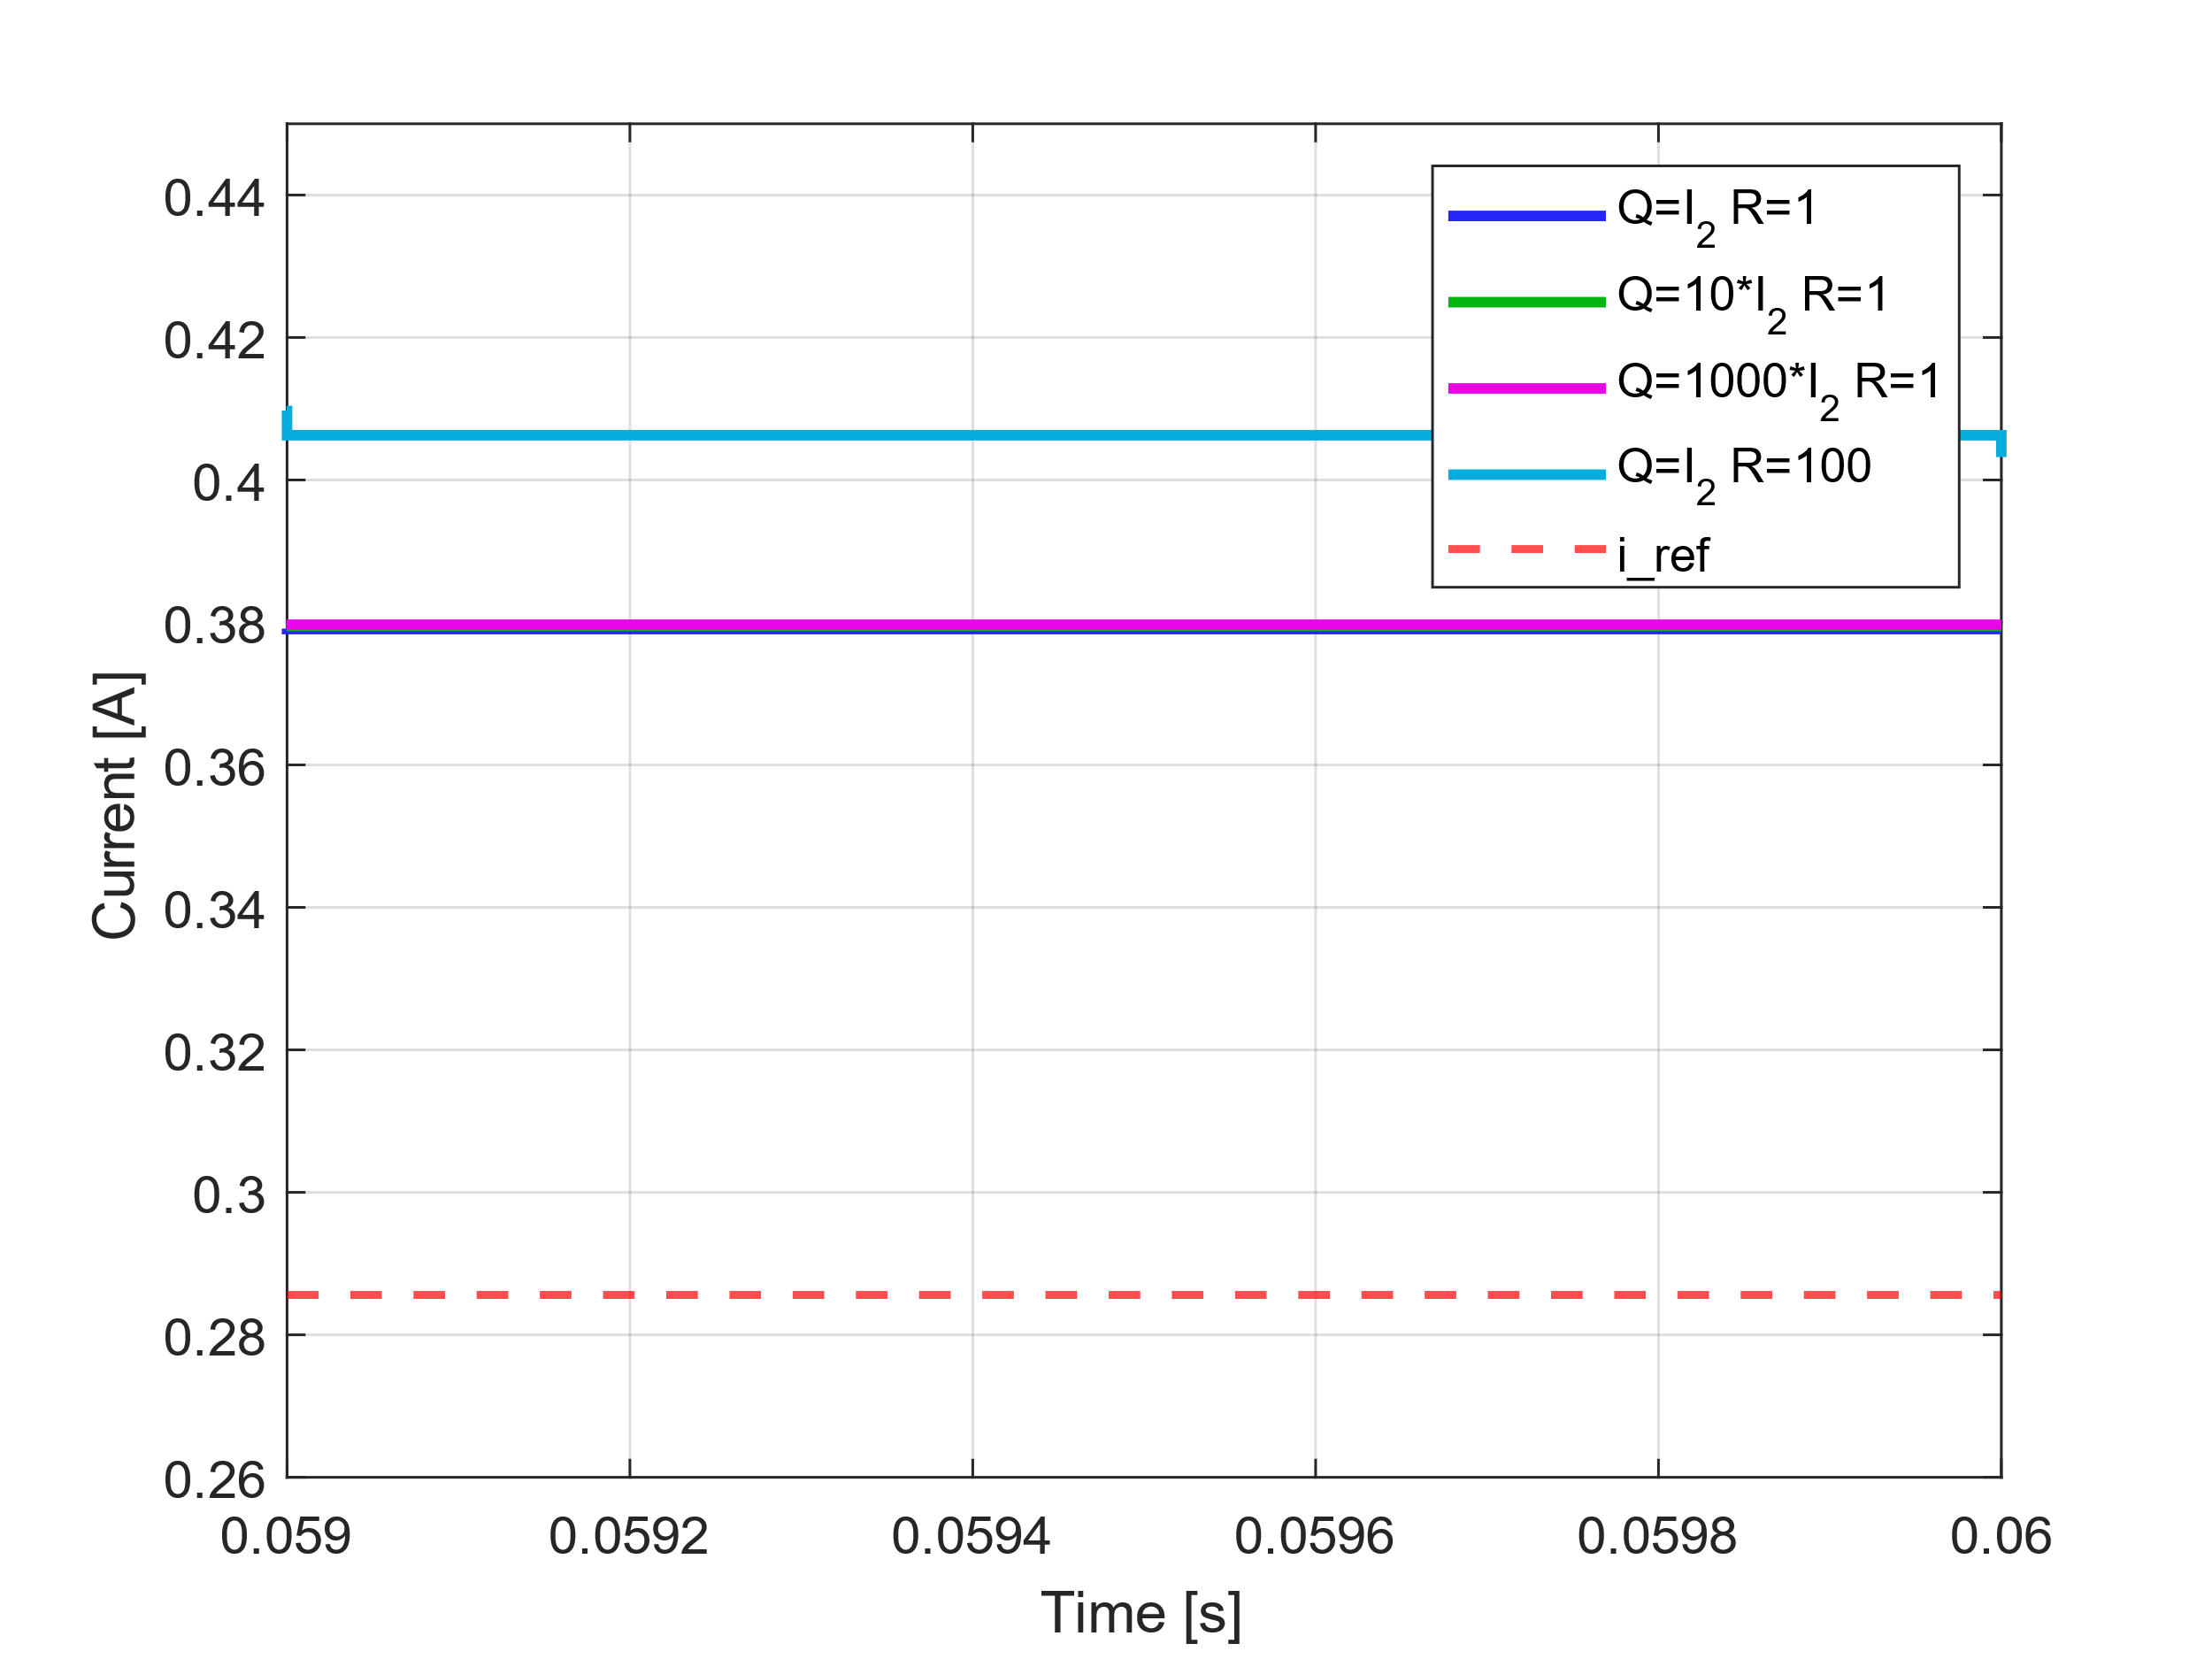 0.44
0.42
0.4
0.38
0.36
0.34
0.32
0.3
0.28
0.26
Current [A]
0.059 0.0592 0.0594 0.0596 0.0598 0.06
Time [s]
Q=I2 R=1
Q=10*I2 R=1
Q=1000*I2 R=1
Q=I2 R=100
i_ref